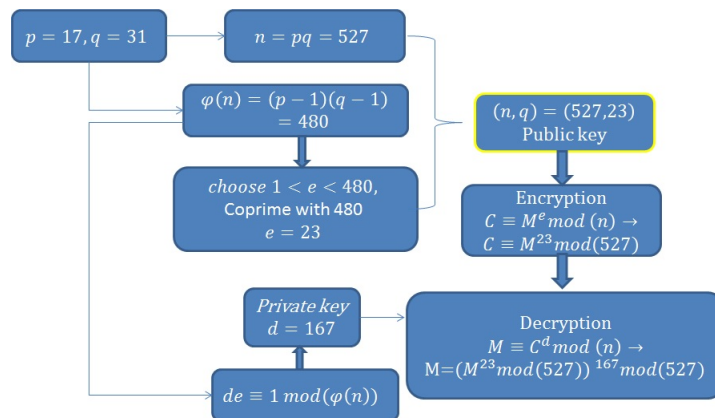 p = 17, q = 31
n = pq = 527
φ(n) = (p − 1)(q − 1)
= 480
choose 1 < e < 480,
Coprime with 480
e = 23
(n, q) = (527,23)
Public key
Encryption
C ≡ M^e mod (n) →
C ≡ M^23 mod(527)
Private key
d = 167
de ≡ 1 mod(φ(n))
Decryption
M ≡ C^d mod (n) →
M=(M^23 mod(527)) ^167 mod(527)